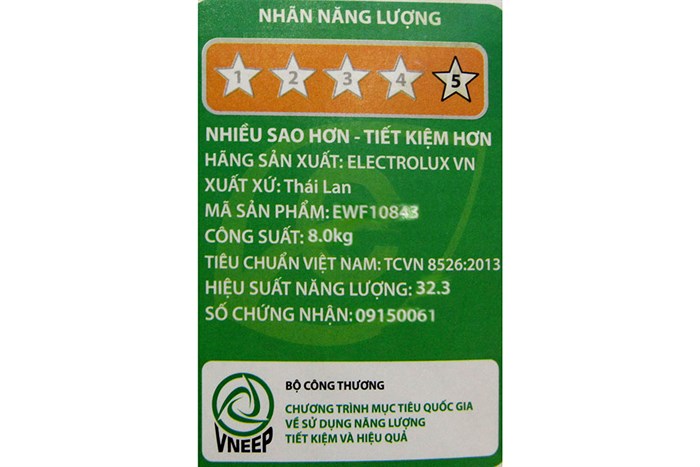 NHÃN NĂNG LƯỢNG
1 2 3 4 5
NHIỀU SAO HƠN - TIẾT KIỆM HƠN
HÃNG SẢN XUẤT: ELECTROLUX VN
XUẤT XỨ: Thái Lan
MÃ SẢN PHẨM: EWF10843
CÔNG SUẤT: 8.0kg
TIÊU CHUẨN VIỆT NAM: TCVN 8526:2013
HIỆU SUẤT NĂNG LƯỢNG: 32.3
SỐ CHỨNG NHẬN: 09150061
BỘ CÔNG THƯƠNG
CHƯƠNG TRÌNH MỤC TIÊU QUỐC GIA
VỀ SỬ DỤNG NĂNG LƯỢNG
TIẾT KIỆM VÀ HIỆU QUẢ
VNEEP